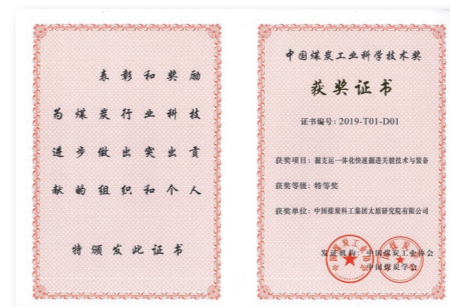 表彰和奖励
为煤炭行业科技
进步做出突出贡
献的组织和个人
特颁发此证书
中国煤炭工业科学技术奖
获奖证书
证书编号：2019-T01-D01
获奖项目：掘支运一体化快速掘进关键技术与装备
获奖等级：特等奖
获奖单位：中国煤炭科工集团太原研究院有限公司
发证机构：中国煤炭工业协会
中国煤炭学会